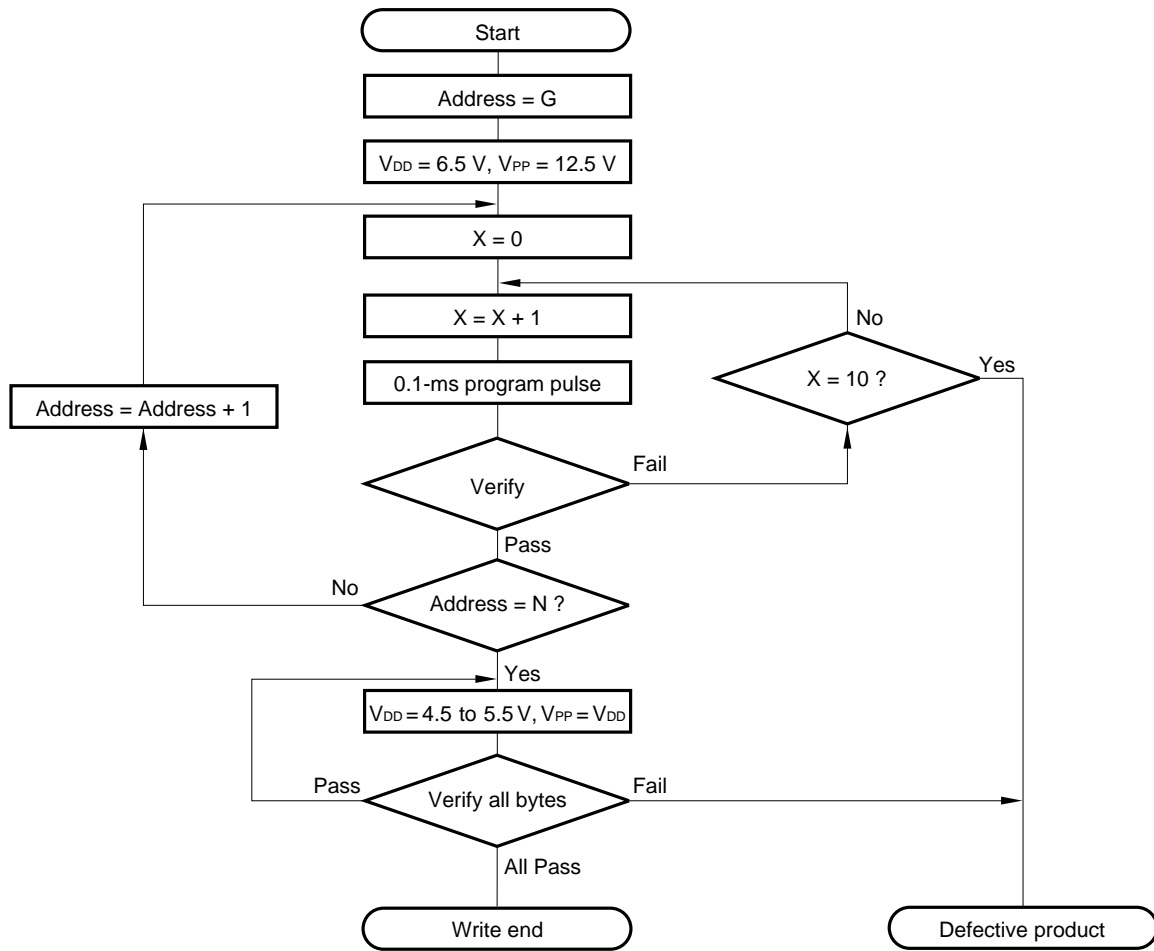 Start
Address = G
VDD = 6.5 V, VPP = 12.5 V
X = 0
X = X + 1
No
0.1-ms program pulse
X = 10 ?
Yes
Address = Address + 1
Verify
Fail
Pass
No
Address = N ?
Yes
VDD = 4.5 to 5.5 V, VPP = VDD
Pass
Verify all bytes
Fail
All Pass
Write end
Defective product